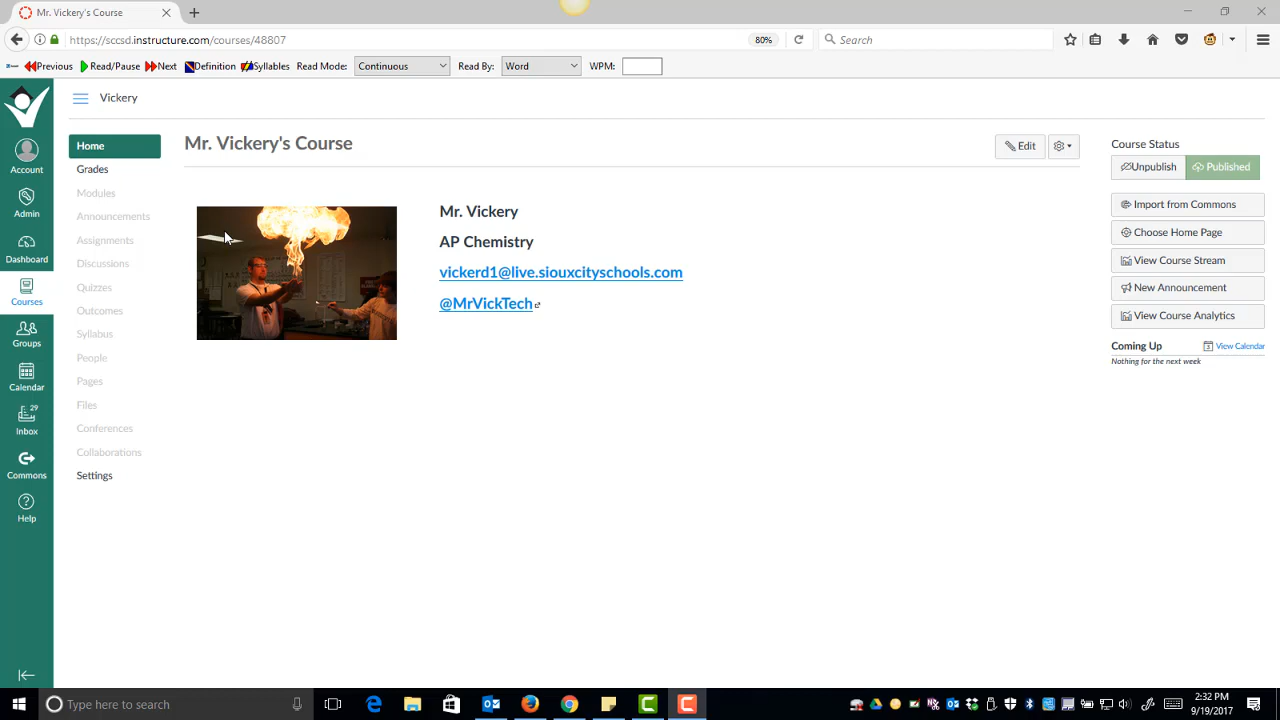 Mr. Vickery's Course
https://sccsd.instructure.com/courses/48807
80%
Search
Previous Read/Pause Next Definition Syllables Read Mode: Continuous Read By: Word WPM:
Vickery
Account
Admin
Dashboard
Courses
Groups
Calendar
29
Inbox
Commons
Help
Home
Grades
Modules
Announcements
Assignments
Discussions
Quizzes
Outcomes
Syllabus
People
Pages
Files
Conferences
Collaborations
Settings
Mr. Vickery's Course
Edit
Mr. Vickery
AP Chemistry
vickerd1@live.siouxcityschools.com
@MrVickTech
Course Status
Unpublish Published
Import from Commons
Choose Home Page
View Course Stream
New Announcement
View Course Analytics
Coming Up View Calendar
Nothing for the next week
Type here to search
2:32 PM
9/19/2017